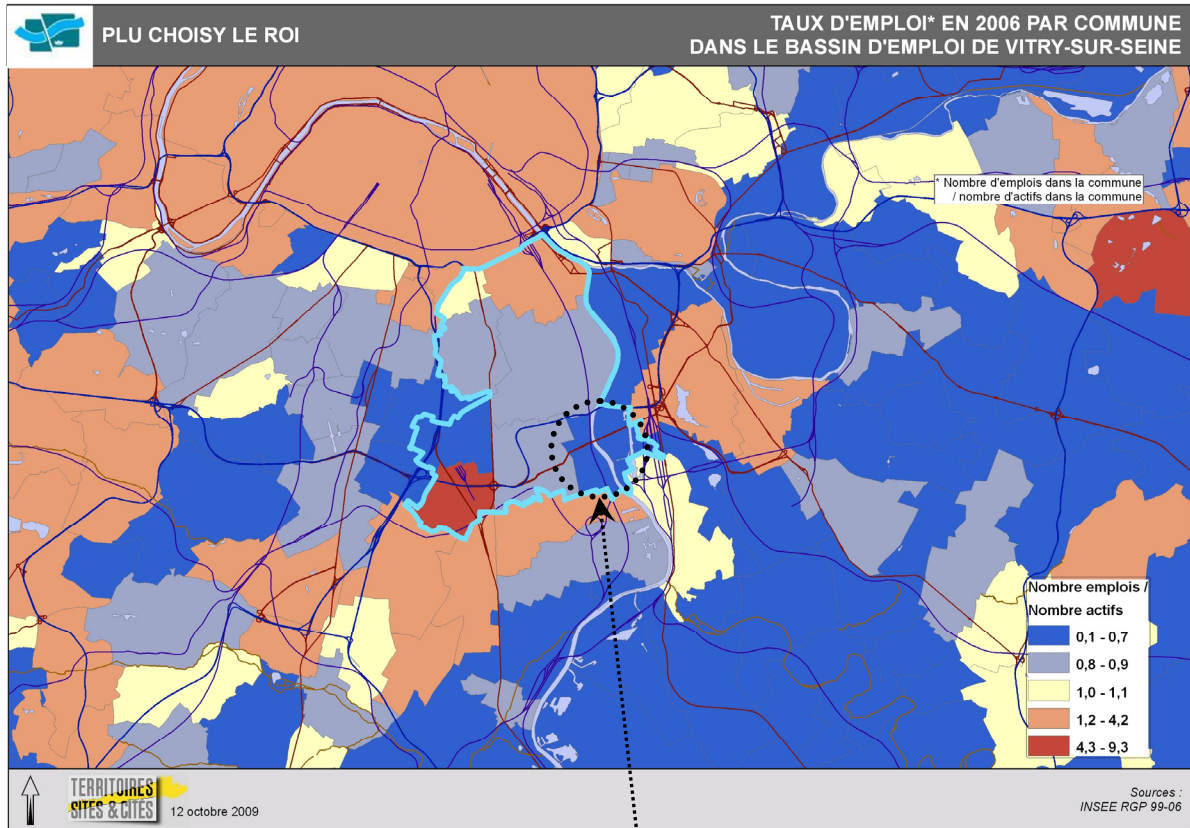 PLU CHOISY LE ROI
TAUX D'EMPLOI* EN 2006 PAR COMMUNE
DANS LE BASSIN D'EMPLOI DE VITRY-SUR-SEINE
* Nombre d'emplois dans la commune
/ nombre d'actifs dans la commune
Nombre emplois /
Nombre actifs
0,1 - 0,7
0,8 - 0,9
1,0 - 1,1
1,2 - 4,2
4,3 - 9,3
TERRITOIRES
SITES & CITÉS
12 octobre 2009
Sources :
INSEE RGP 99-06